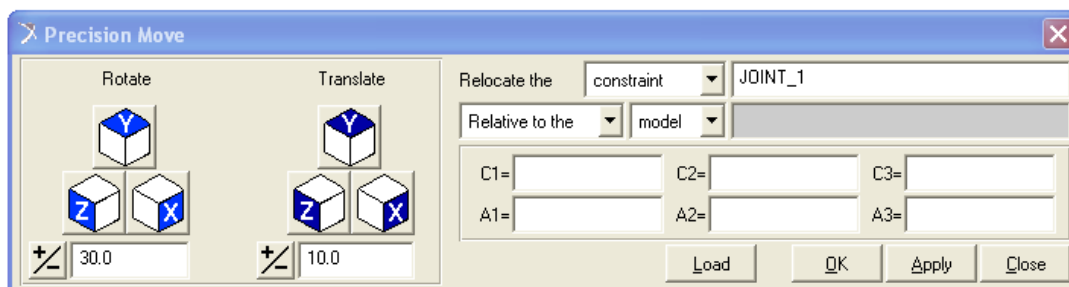 Precision Move
Rotate
Translate
Y
Z X
Y
Z X
+/- 30.0
+/- 10.0
Relocate the constraint JOINT_1
Relative to the model
C1= C2= C3=
A1= A2= A3=
Load OK Apply Close